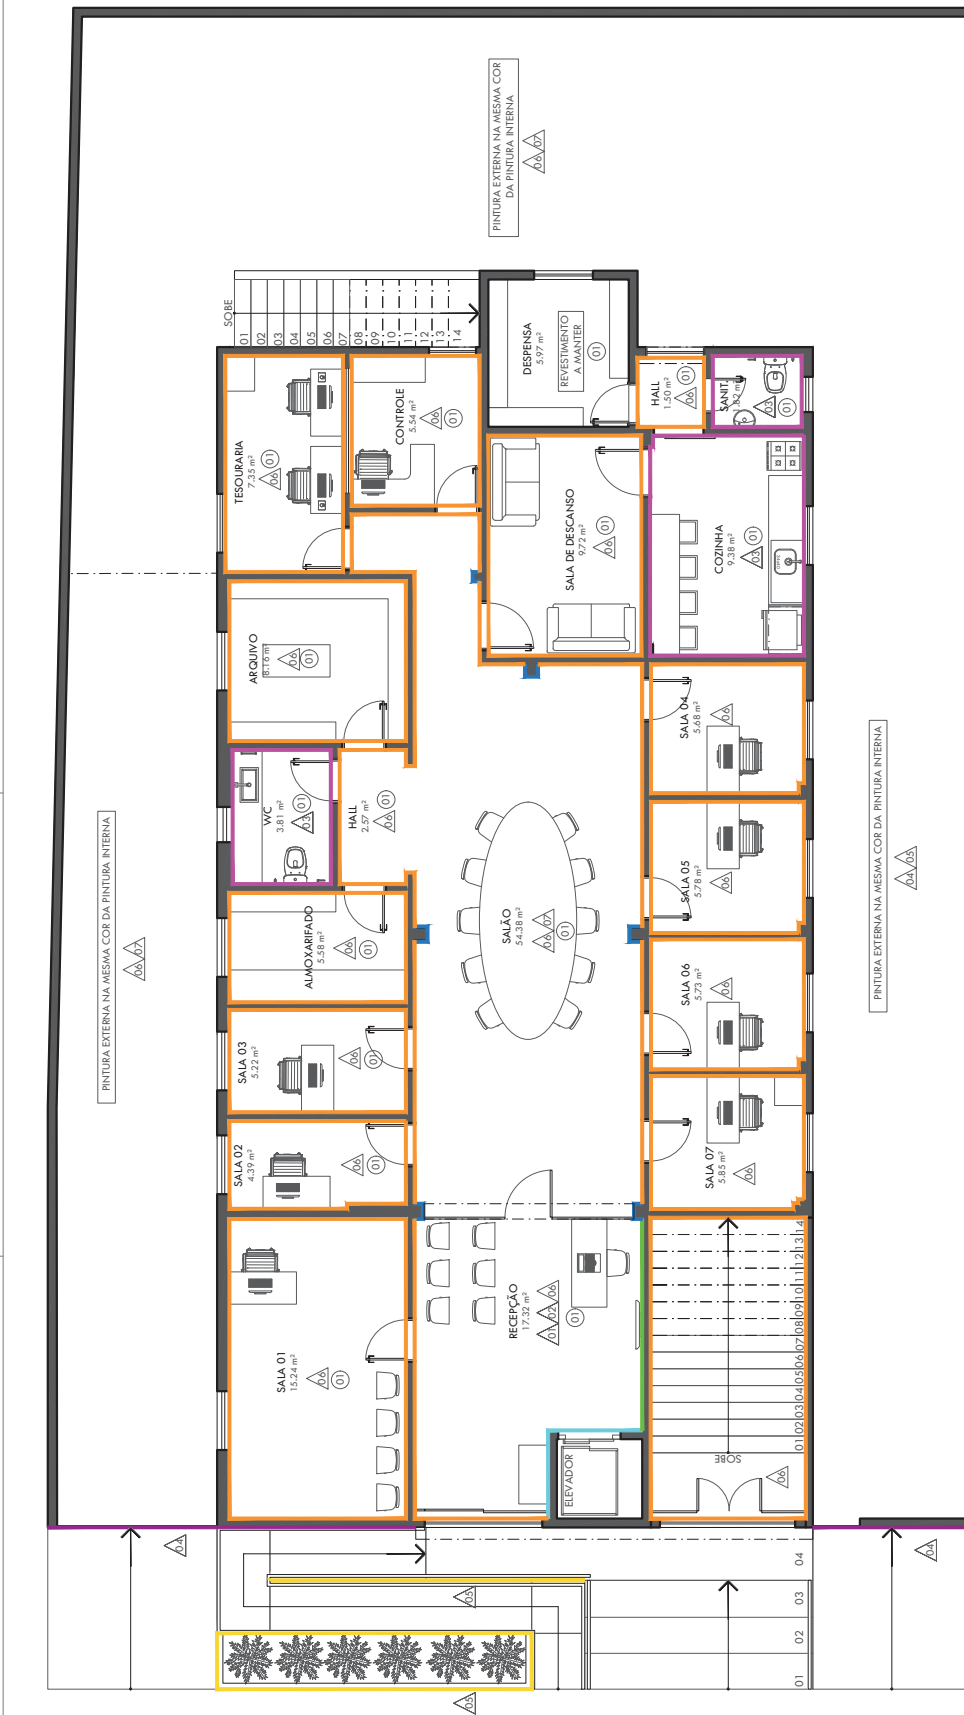 PINTURA EXTERNA NA MESMA COR
DA PINTURA INTERNA
06 07
SOBE
01
02
03
04
05
06
07
08
09
10
11
12
13
14
DESPENSA
5.97 m²
REVESTIMENTO
A MANTER
01
HALL
1.50 m²
06 01
SANIT.
1.82 m²
03 01
TESOURARIA
7.35 m²
06 01
CONTROLE
5.54 m²
06 01
SALA DE DESCANSO
9.72 m²
06 01
COZINHA
9.38 m²
03 01
ARQUIVO
8.16 m²
06 01
WC
3.81 m²
03 01
HALL
2.57 m²
06 01
SALA 04
5.68 m²
06
SALA 05
5.78 m²
06
PINTURA EXTERNA NA MESMA COR DA PINTURA INTERNA
06 07
PINTURA EXTERNA NA MESMA COR DA PINTURA INTERNA
04 05
ALMOXARIFADO
5.58 m²
06 01
SALÃO
54.38 m²
06 07
01
SALA 06
5.73 m²
06
SALA 03
5.22 m²
06 01
SALA 02
4.39 m²
06 01
SALA 07
5.85 m²
06
SALA 01
15.24 m²
06 01
RECEPÇÃO
17.32 m²
01 02 06
01
ELEVADOR
01 02 03 04 05 06 07 08 09 10 11 12 13 14
SOBE
06
04
04
05
05
01
02
03
04